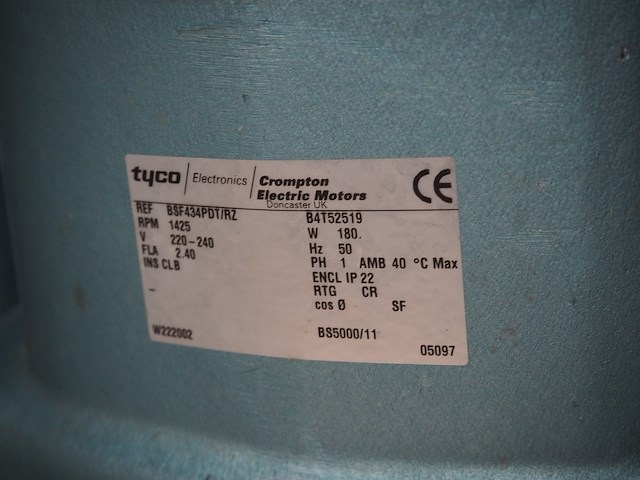 tyco Electronics Crompton
Electric Motors
Doncaster UK
CE
REF BSF434PDT/RZ B4T52519
RPM 1425 W 180.
V 220-240 Hz 50
FLA 2.40 PH 1 AMB 40 °C Max
INS CL B ENCL IP 22
– RTG CR
cos Ø SF
W222002 BS5000/11
05097